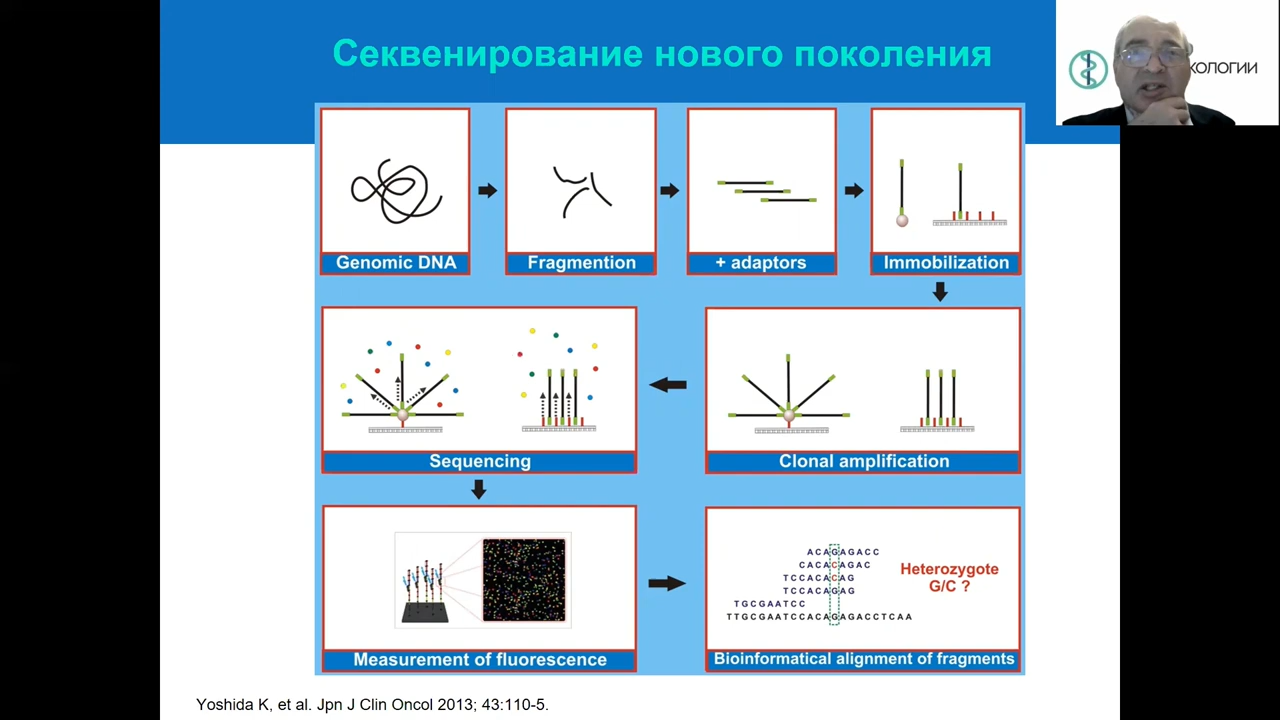 Секвенирование нового поколения
КОЛОГИИ
Genomic DNA
Fragmention
+ adaptors
Immobilization
Sequencing
Clonal amplification
Measurement of fluorescence
ACAGAGACC
CACACAGAC
TCCACACAG
TCCACAGAG
TGCGAATCC
TTGCGAATCCACAGAGACCTCAA
Heterozygote
G/C ?
Bioinformatical alignment of fragments
Yoshida K, et al. Jpn J Clin Oncol 2013; 43:110-5.